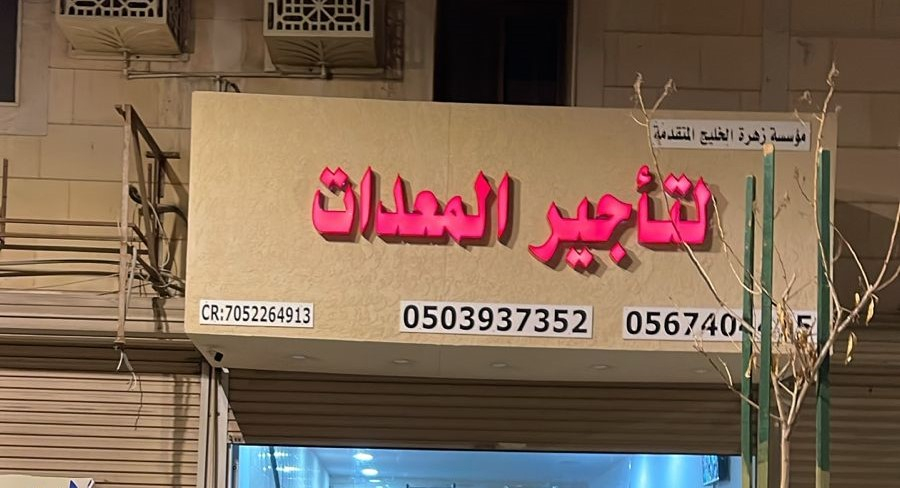 مؤسسة زهرة الخليج المتقدمة
لتأجير المعدات
CR:7052264913
0503937352